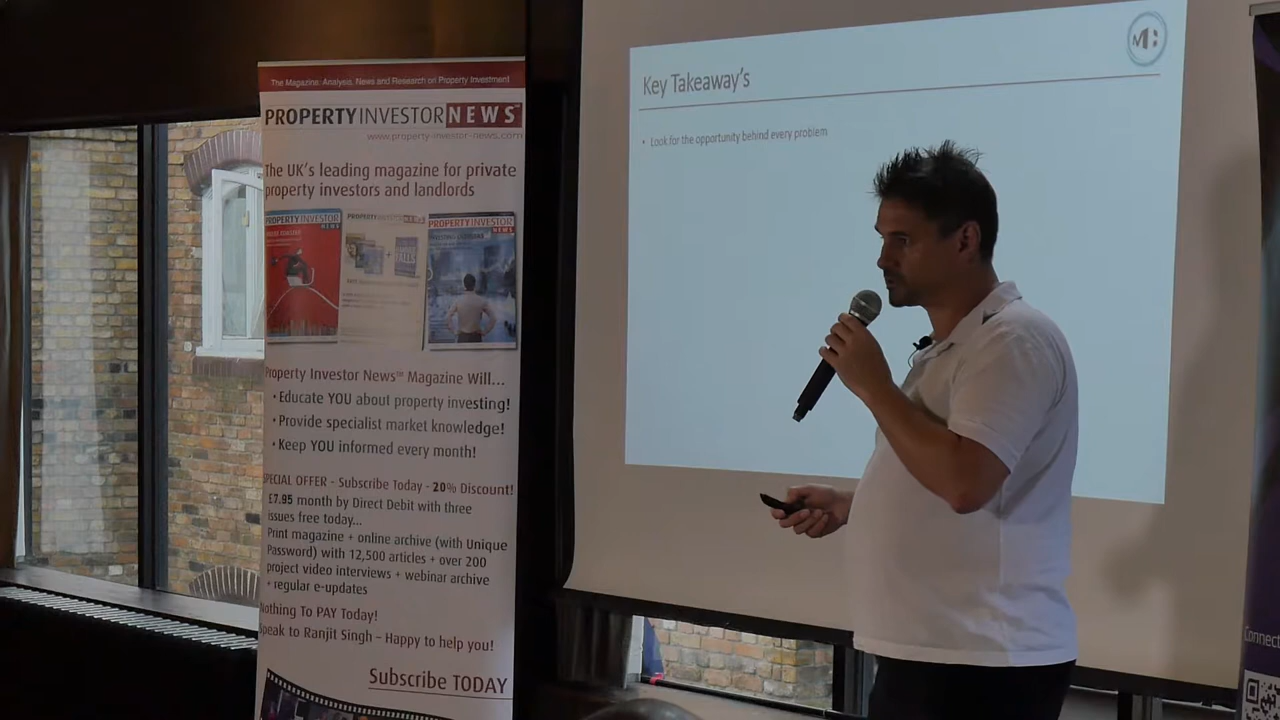 The Magazine: Analysis, News and Research on Property Investment
PROPERTYINVESTORNEWS™
www.property-investor-news.com
The UK's leading magazine for private
property investors and landlords
PROPERTYINVESTOR
NEWS
PROPERTYINVESTOR
NEWS
Property Investor News™ Magazine Will...
• Educate YOU about property investing!
• Provide specialist market knowledge!
• Keep YOU informed every month!
SPECIAL OFFER - Subscribe Today - 20% Discount!
£7.95 month by Direct Debit with three
issues free today...
Print magazine + online archive (with Unique
Password) with 12,500 articles + over 200
project video interviews + webinar archive
+ regular e-updates
Nothing To PAY Today!
Speak to Ranjit Singh – Happy to help you!
Subscribe TODAY
Key Takeaway's
• Look for the opportunity behind every problem
Connect